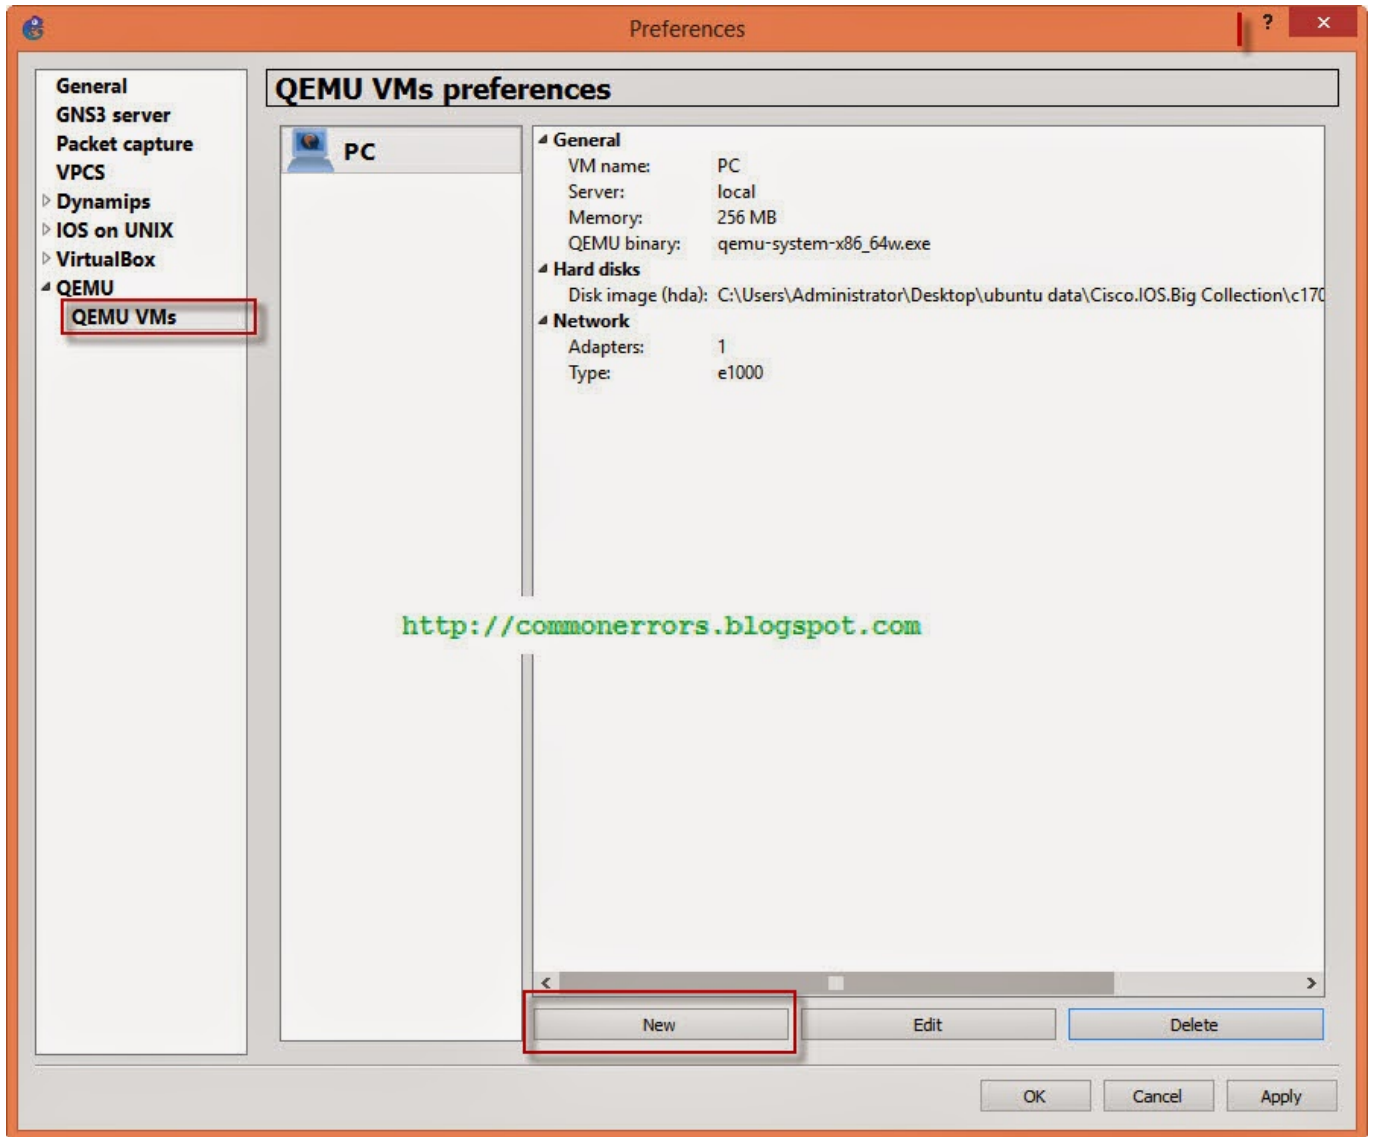 Preferences
?
General
GNS3 server
Packet capture
VPCS
Dynamips
IOS on UNIX
VirtualBox
QEMU
QEMU VMs
QEMU VMs preferences
PC
General
VM name: PC
Server: local
Memory: 256 MB
QEMU binary: qemu-system-x86_64w.exe
Hard disks
Disk image (hda): C:\Users\Administrator\Desktop\ubuntu data\Cisco.IOS.Big Collection\c170
Network
Adapters: 1
Type: e1000
http://commonerrors.blogspot.com
New Edit Delete
OK Cancel Apply